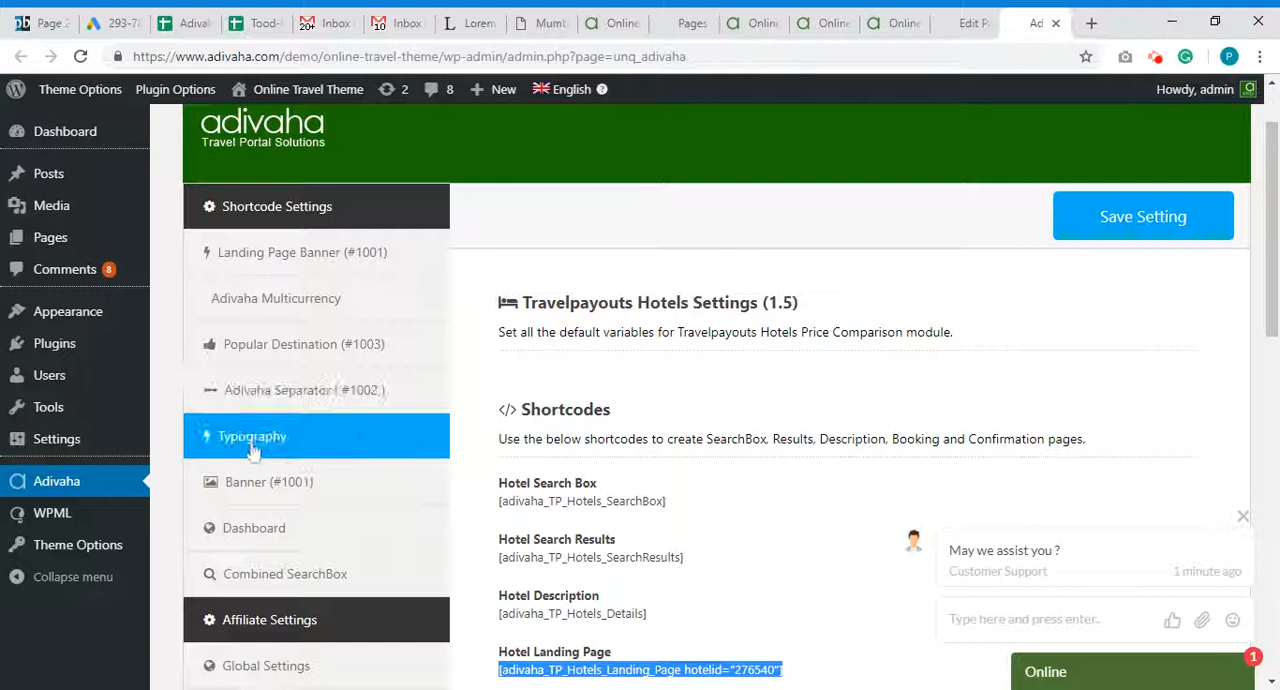 Page 2
293-78
Adivah
Tood-
Inbox
Inbox
Lorem
Mumb
Online
Pages
Online
Online
Online
Edit P
Ad
https://www.adivaha.com/demo/online-travel-theme/wp-admin/admin.php?page=unq_adivaha
P
Theme Options
Plugin Options
Online Travel Theme
2
8
New
English
Howdy, admin
Dashboard
Posts
Media
Pages
Comments 8
Appearance
Plugins
Users
Tools
Settings
Adivaha
WPML
Theme Options
Collapse menu
adivaha
Travel Portal Solutions
Shortcode Settings
Landing Page Banner (#1001)
Adivaha Multicurrency
Popular Destination (#1003)
Adivaha Separator (#1002 )
Typography
Banner (#1001)
Dashboard
Combined SearchBox
Affiliate Settings
Global Settings
Save Setting
Travelpayouts Hotels Settings (1.5)
Set all the default variables for Travelpayouts Hotels Price Comparison module.
</> Shortcodes
Use the below shortcodes to create SearchBox, Results, Description, Booking and Confirmation pages.
Hotel Search Box
[adivaha_TP_Hotels_SearchBox]
Hotel Search Results
[adivaha_TP_Hotels_SearchResults]
Hotel Description
[adivaha_TP_Hotels_Details]
Hotel Landing Page
[adivaha_TP_Hotels_Landing_Page hotelid="276540"]
May we assist you ?
Customer Support
1 minute ago
Type here and press enter..
Online
1